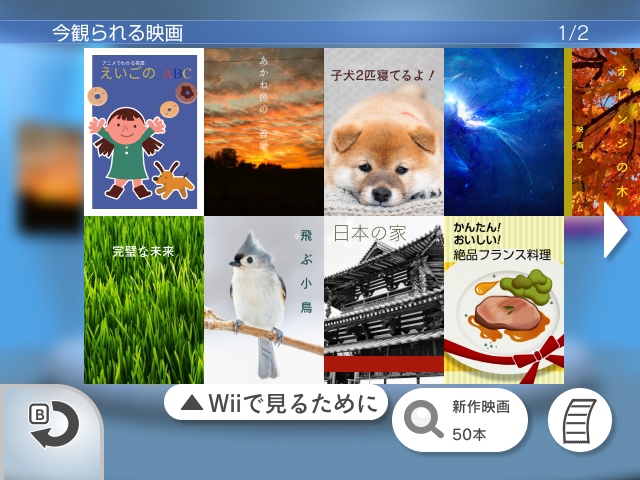 今観られる映画
1/2
アニメでわかる英語
えいごの ABC
あかね色の
子犬2匹寝てるよ!
オレンジの木
映画フ
完璧な未来
飛ぶ小鳥
日本の家
かんたん!
おいしい!
絶品フランス料理
B
▲Wiiで見るために
新作映画
50本